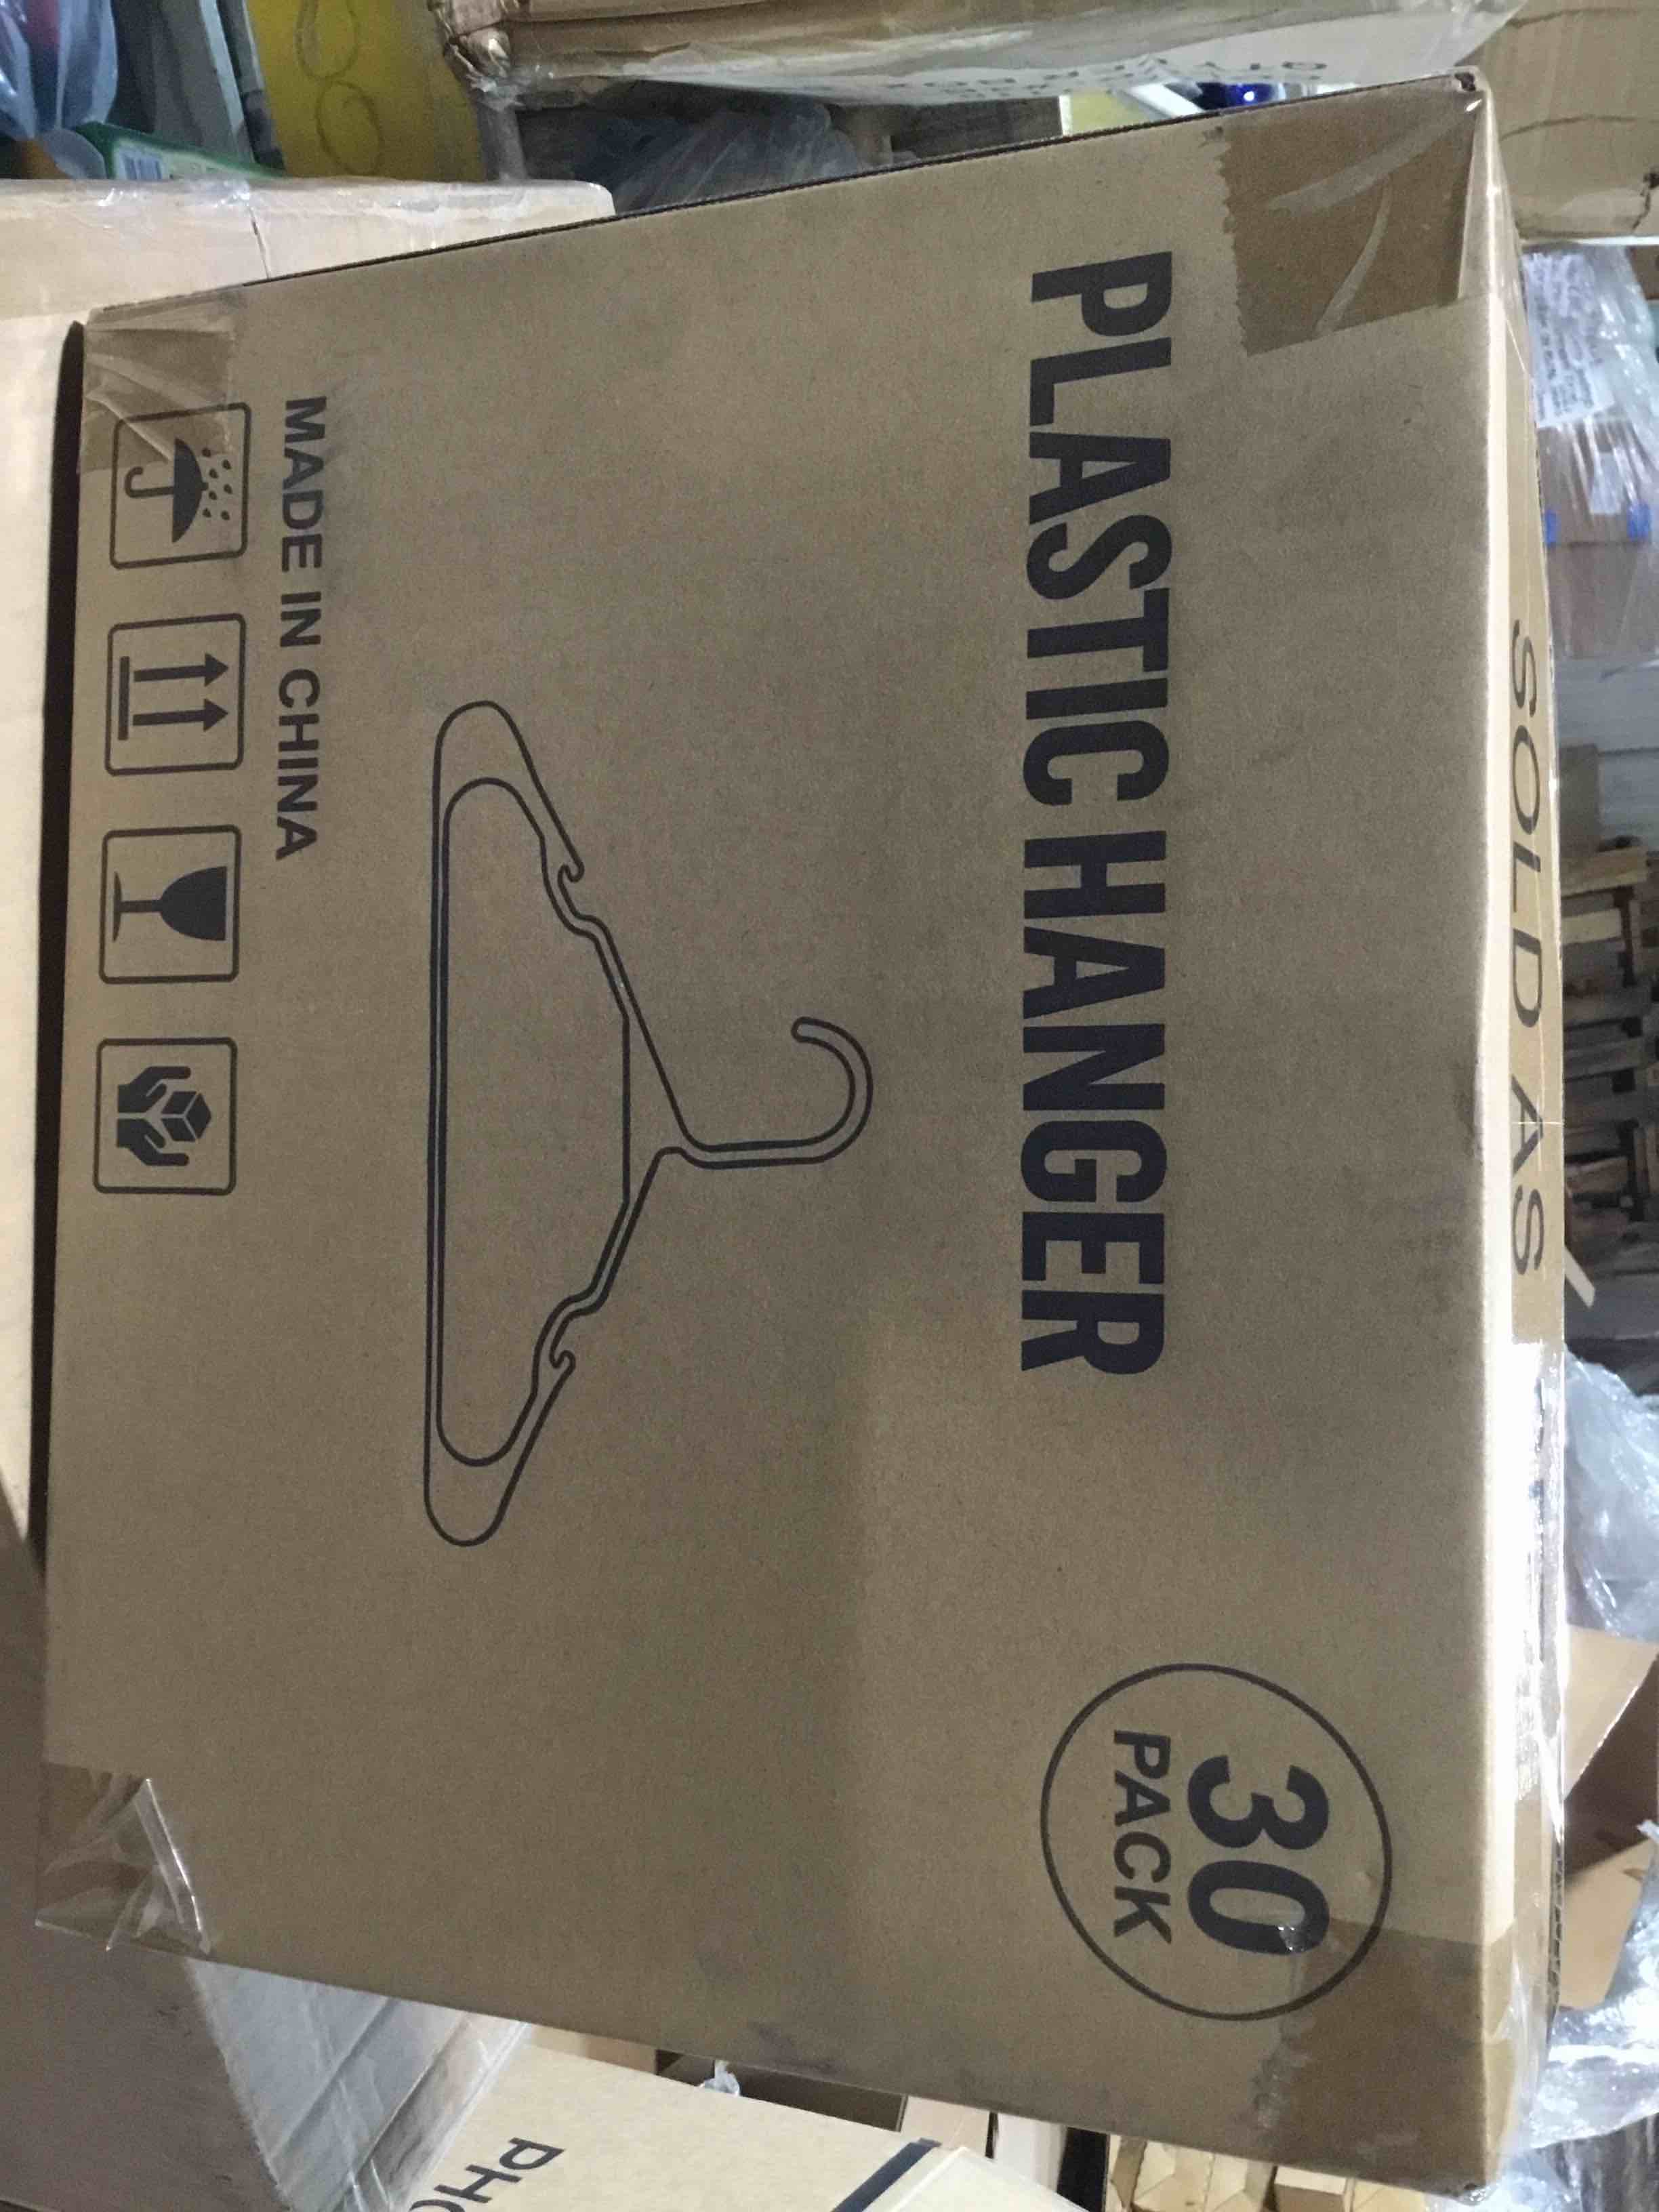 PLASTIC HANGER
30
PACK
MADE IN CHINA
SOLD AS